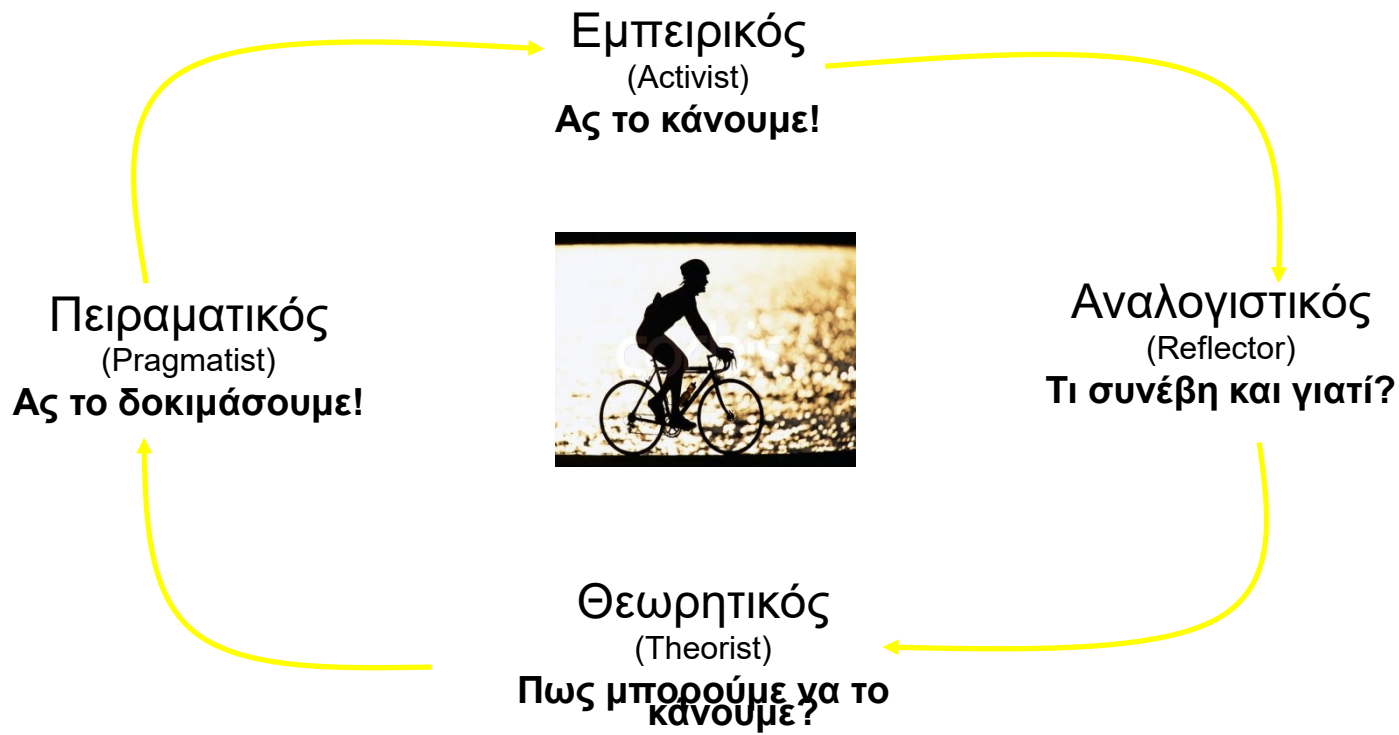 Εμπειρικός
(Activist)
Ας το κάνουμε!
Αναλογιστικός
(Reflector)
Τι συνέβη και γιατί?
Θεωρητικός
(Theorist)
Πως μπορούμε να το
κάνουμε?
Πειραματικός
(Pragmatist)
Ας το δοκιμάσουμε!
corbis